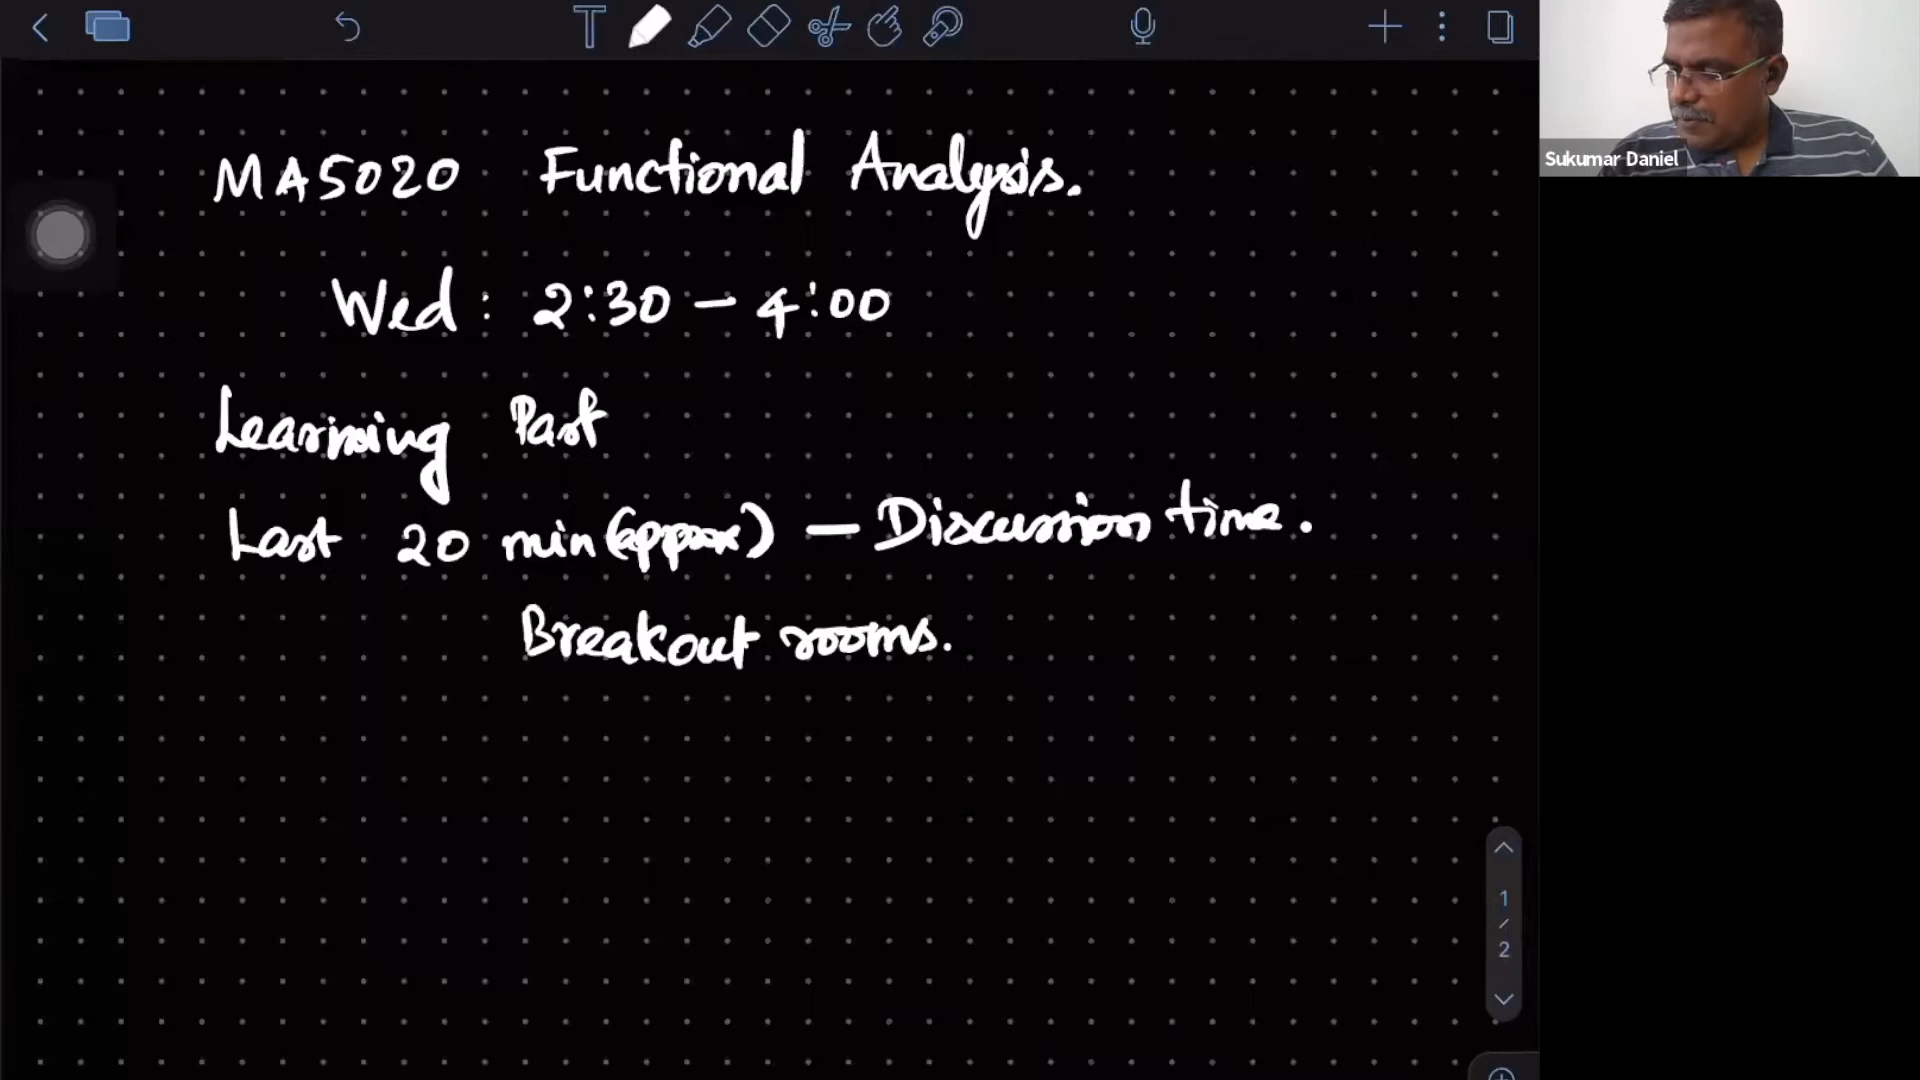 MA5020 Functional Analysis.
Sukumar Daniel
Wed: 2:30 - 4:00
Learning Part
Last 20 min (approx) - Discussion time.
Breakout rooms.
1
/
2